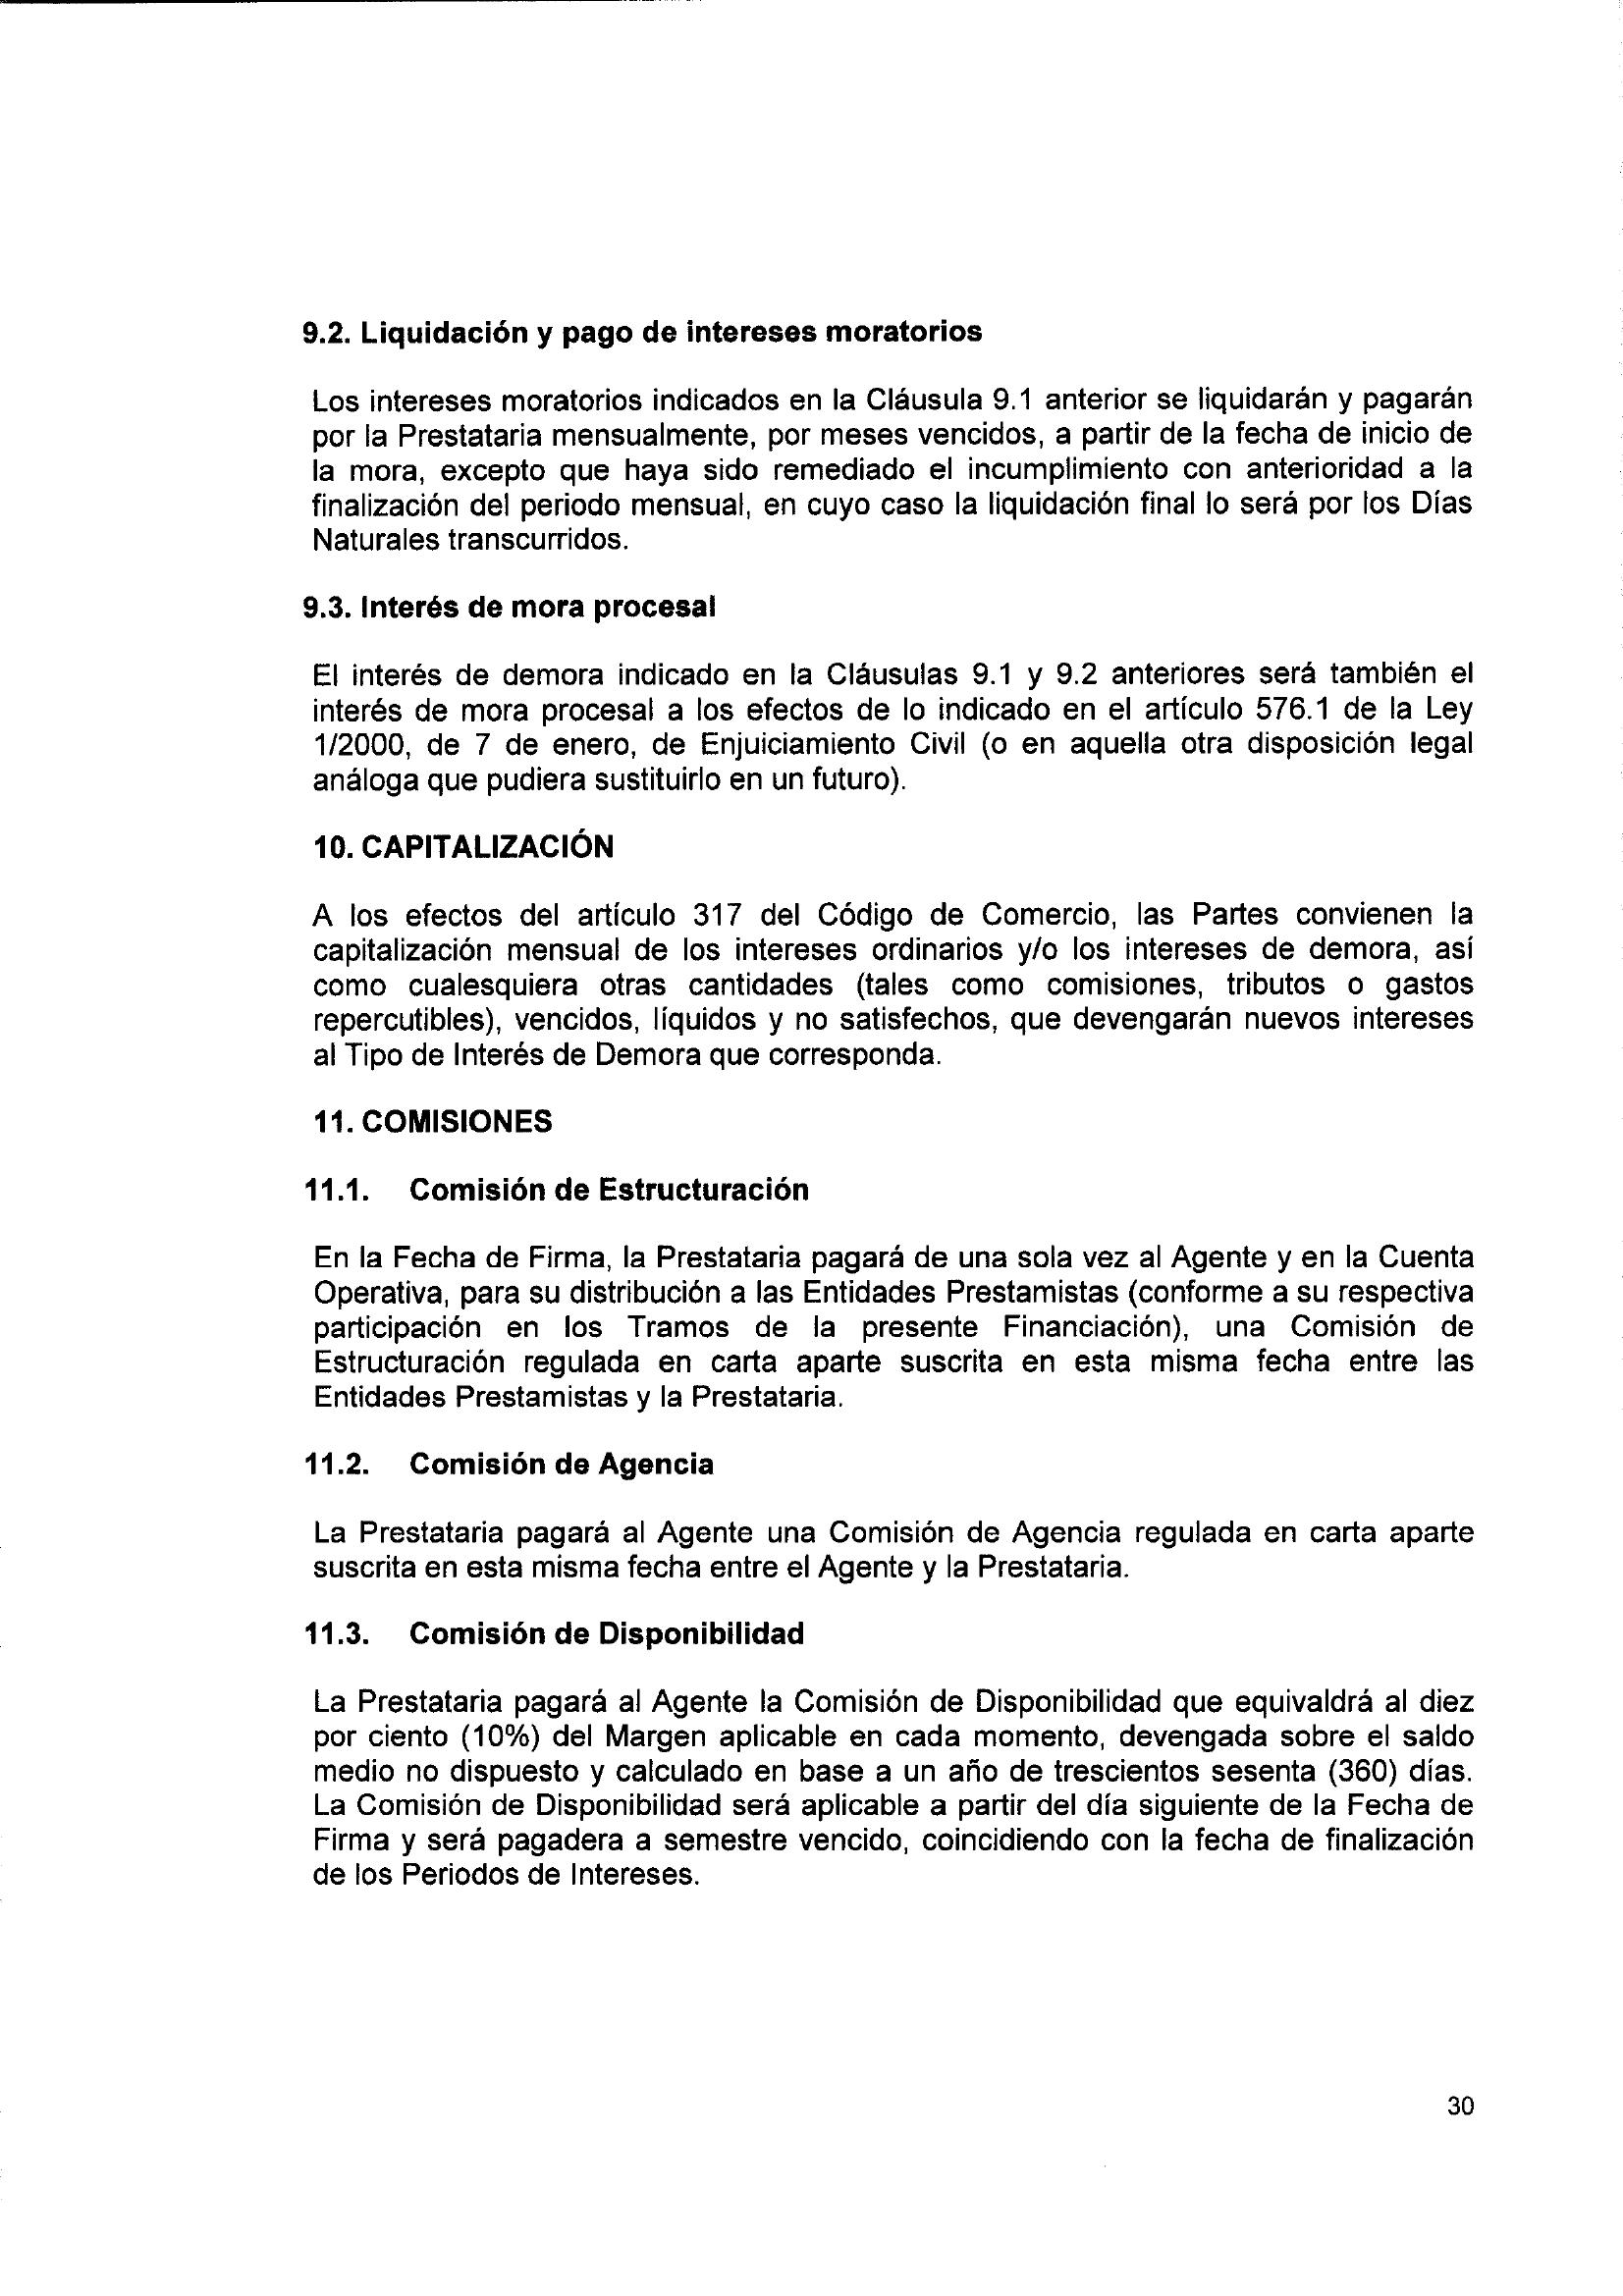 9.2. Liquidación y pago de intereses moratorios
Los intereses moratorios indicados en la Cláusula 9.1 anterior se liquidarán y pagarán
por la Prestataria mensualmente, por meses vencidos, a partir de la fecha de inicio de
la mora, excepto que haya sido remediado el incumplimiento con anterioridad a la
finalización del periodo mensual, en cuyo caso la liquidación final lo será por los Días
Naturales transcurridos.
9.3. Interés de mora procesal
El interés de demora indicado en la Cláusulas 9.1 y 9.2 anteriores será también el
interés de mora procesal a los efectos de lo indicado en el artículo 576.1 de la Ley
1/2000, de 7 de enero, de Enjuiciamiento Civil (o en aquella otra disposición legal
análoga que pudiera sustituirlo en un futuro).
10. CAPITALIZACIÓN
A los efectos del artículo 317 del Código de Comercio, las Partes convienen la
capitalización mensual de los intereses ordinarios y/o los intereses de demora, así
como cualesquiera otras cantidades (tales como comisiones, tributos o gastos
repercutibles), vencidos, líquidos y no satisfechos, que devengarán nuevos intereses
al Tipo de Interés de Demora que corresponda.
11. COMISIONES
11.1. Comisión de Estructuración
En la Fecha de Firma, la Prestataria pagará de una sola vez al Agente y en la Cuenta
Operativa, para su distribución a las Entidades Prestamistas (conforme a su respectiva
participación en los Tramos de la presente Financiación), una Comisión de
Estructuración regulada en carta aparte suscrita en esta misma fecha entre las
Entidades Prestamistas y la Prestataria.
11.2. Comisión de Agencia
La Prestataria pagará al Agente una Comisión de Agencia regulada en carta aparte
suscrita en esta misma fecha entre el Agente y la Prestataria.
11.3. Comisión de Disponibilidad
La Prestataria pagará al Agente la Comisión de Disponibilidad que equivaldrá al diez
por ciento (10%) del Margen aplicable en cada momento, devengada sobre el saldo
medio no dispuesto y calculado en base a un año de trescientos sesenta (360) días.
La Comisión de Disponibilidad será aplicable a partir del día siguiente de la Fecha de
Firma y será pagadera a semestre vencido, coincidiendo con la fecha de finalización
de los Periodos de Intereses.
30